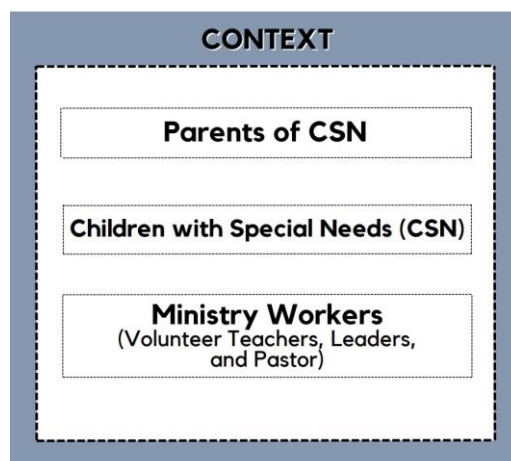 CONTEXT
Parents of CSN
Children with Special Needs (CSN)
Ministry Workers
(Volunteer Teachers, Leaders,
and Pastor)